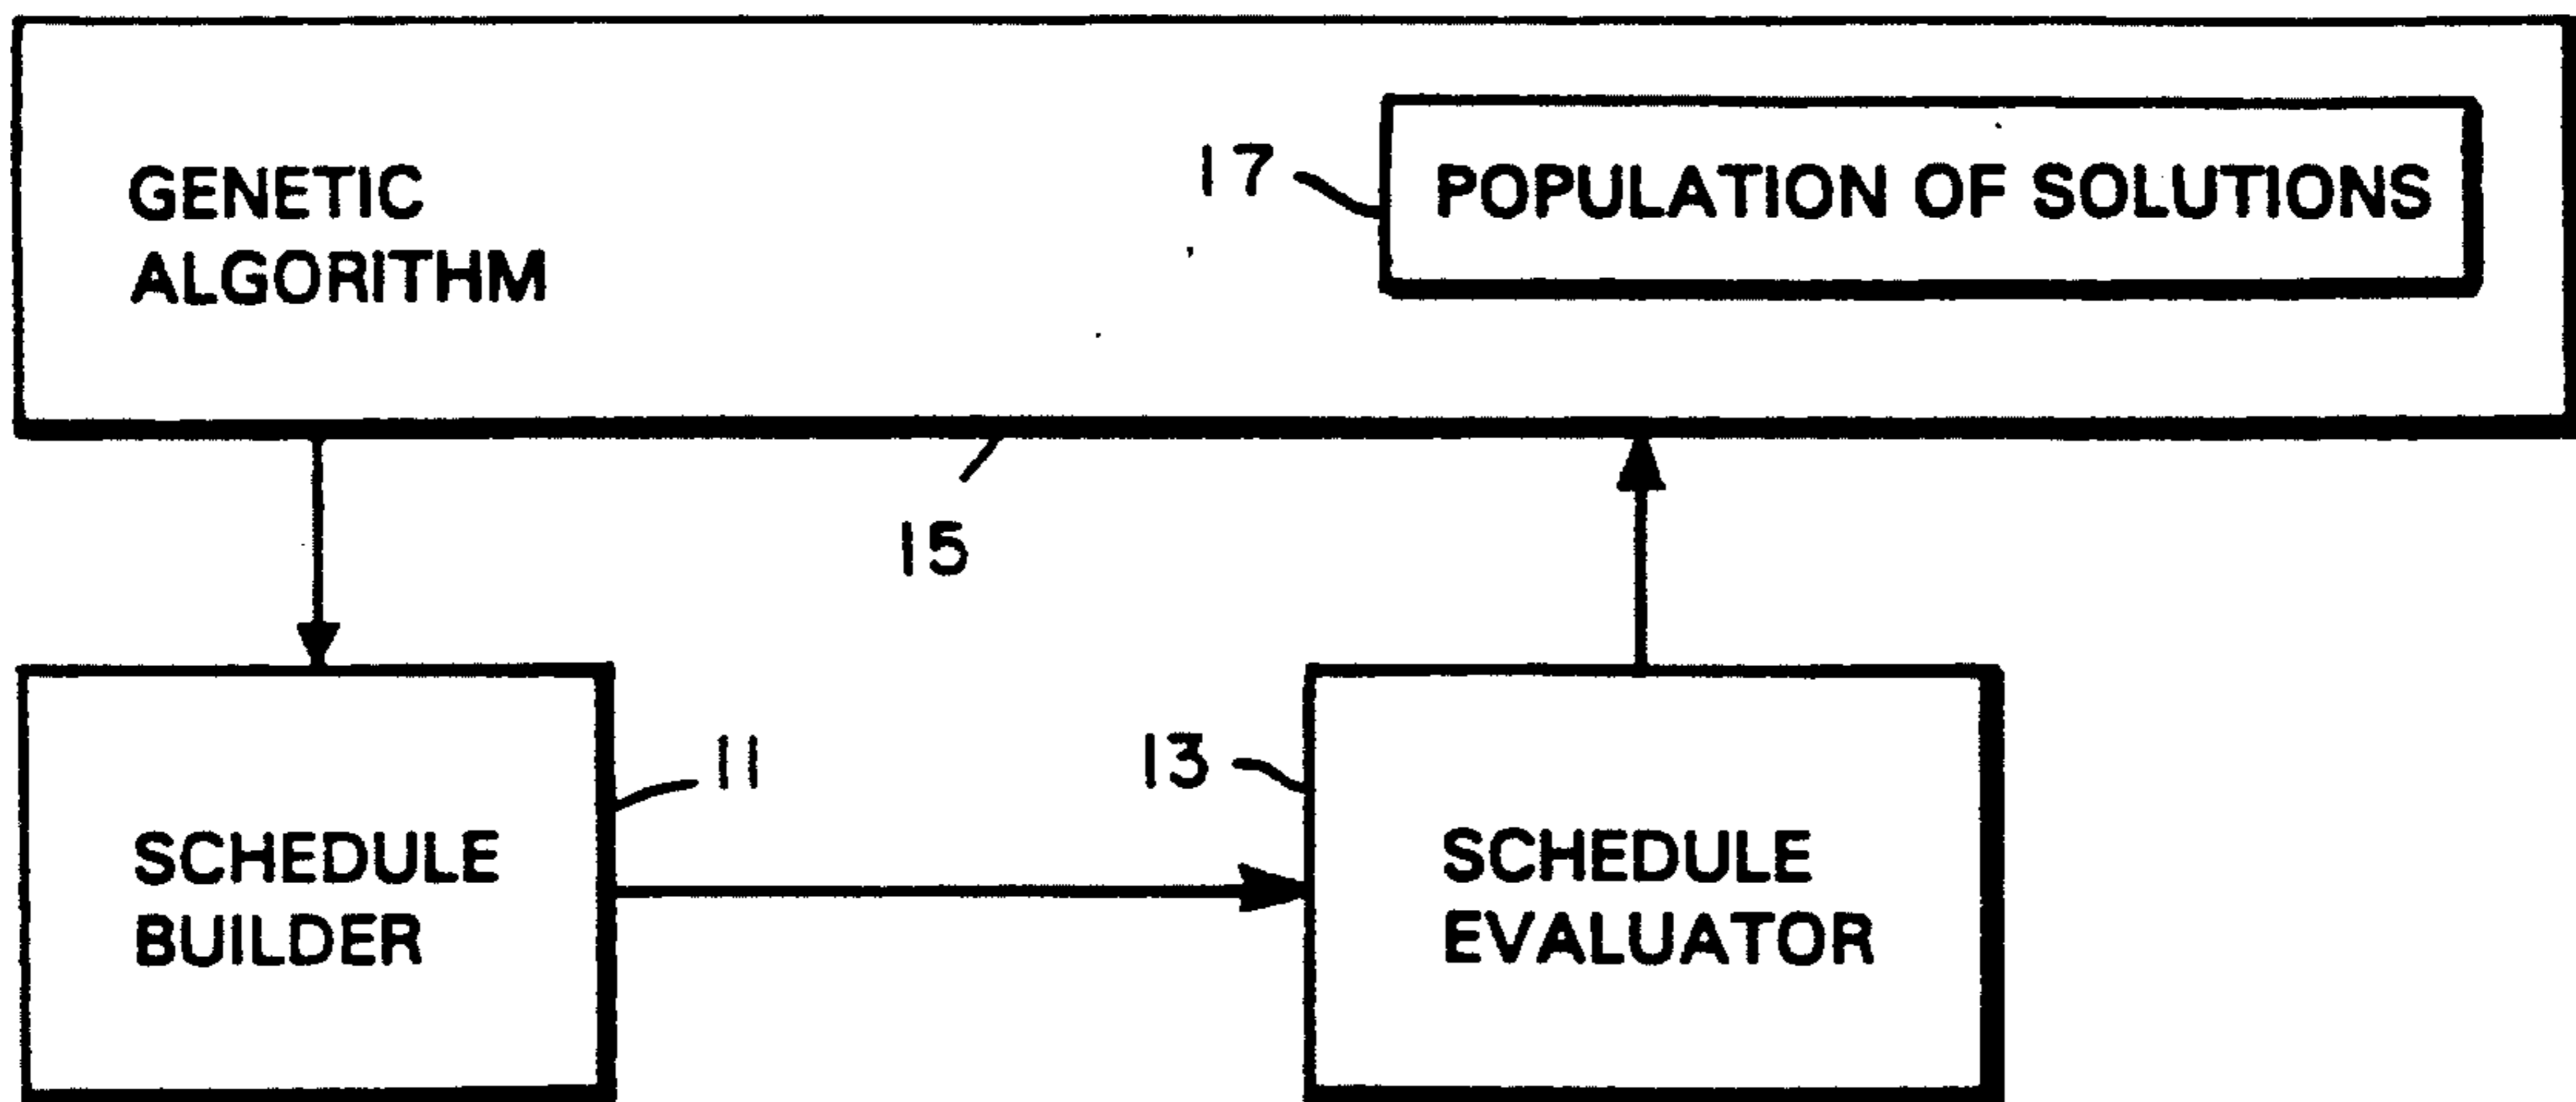 GENETIC
ALGORITHM
17
POPULATION OF SOLUTIONS
15
11
13
SCHEDULE
BUILDER
SCHEDULE
EVALUATOR